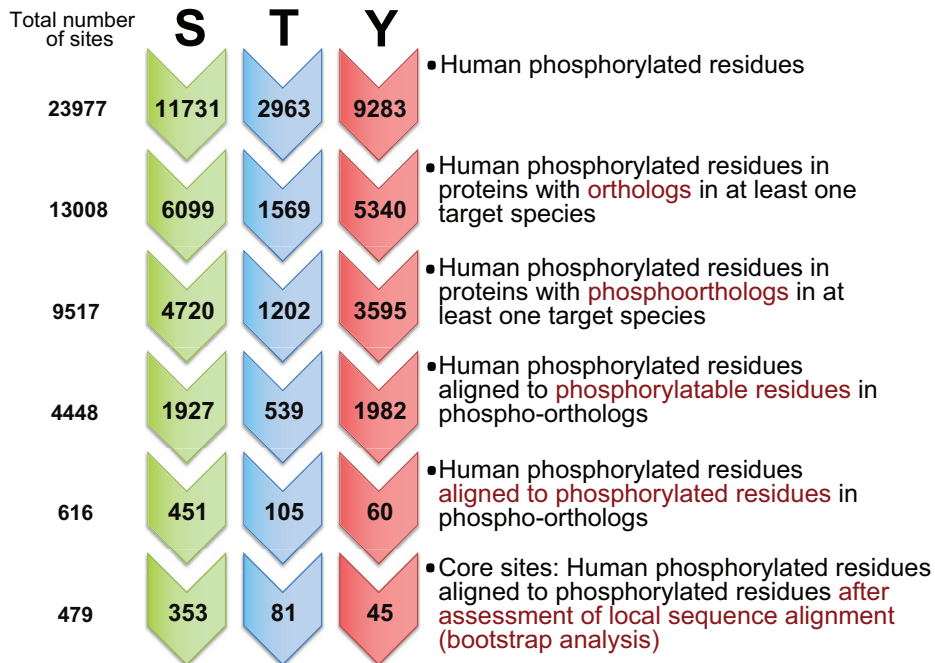 Total number
of sites
S T Y
• Human phosphorylated residues
23977 11731 2963 9283
• Human phosphorylated residues in
proteins with orthologs in at least one
target species
13008 6099 1569 5340
• Human phosphorylated residues in
proteins with phosphoorthologs in at
least one target species
9517 4720 1202 3595
• Human phosphorylated residues
aligned to phosphorylatable residues in
phospho-orthologs
4448 1927 539 1982
• Human phosphorylated residues
aligned to phosphorylated residues in
phospho-orthologs
616 451 105 60
• Core sites: Human phosphorylated residues
aligned to phosphorylated residues after
assessment of local sequence alignment
(bootstrap analysis)
479 353 81 45